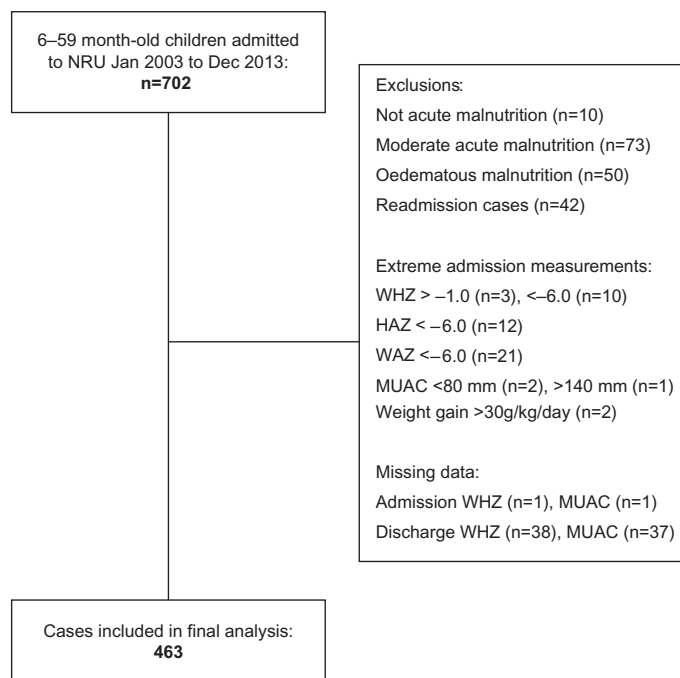 6–59 month-old children admitted
to NRU Jan 2003 to Dec 2013:
n=702
Exclusions:
Not acute malnutrition (n=10)
Moderate acute malnutrition (n=73)
Oedematous malnutrition (n=50)
Readmission cases (n=42)
Extreme admission measurements:
WHZ > –1.0 (n=3), <–6.0 (n=10)
HAZ < –6.0 (n=12)
WAZ <–6.0 (n=21)
MUAC <80 mm (n=2), >140 mm (n=1)
Weight gain >30g/kg/day (n=2)
Missing data:
Admission WHZ (n=1), MUAC (n=1)
Discharge WHZ (n=38), MUAC (n=37)
Cases included in final analysis:
463